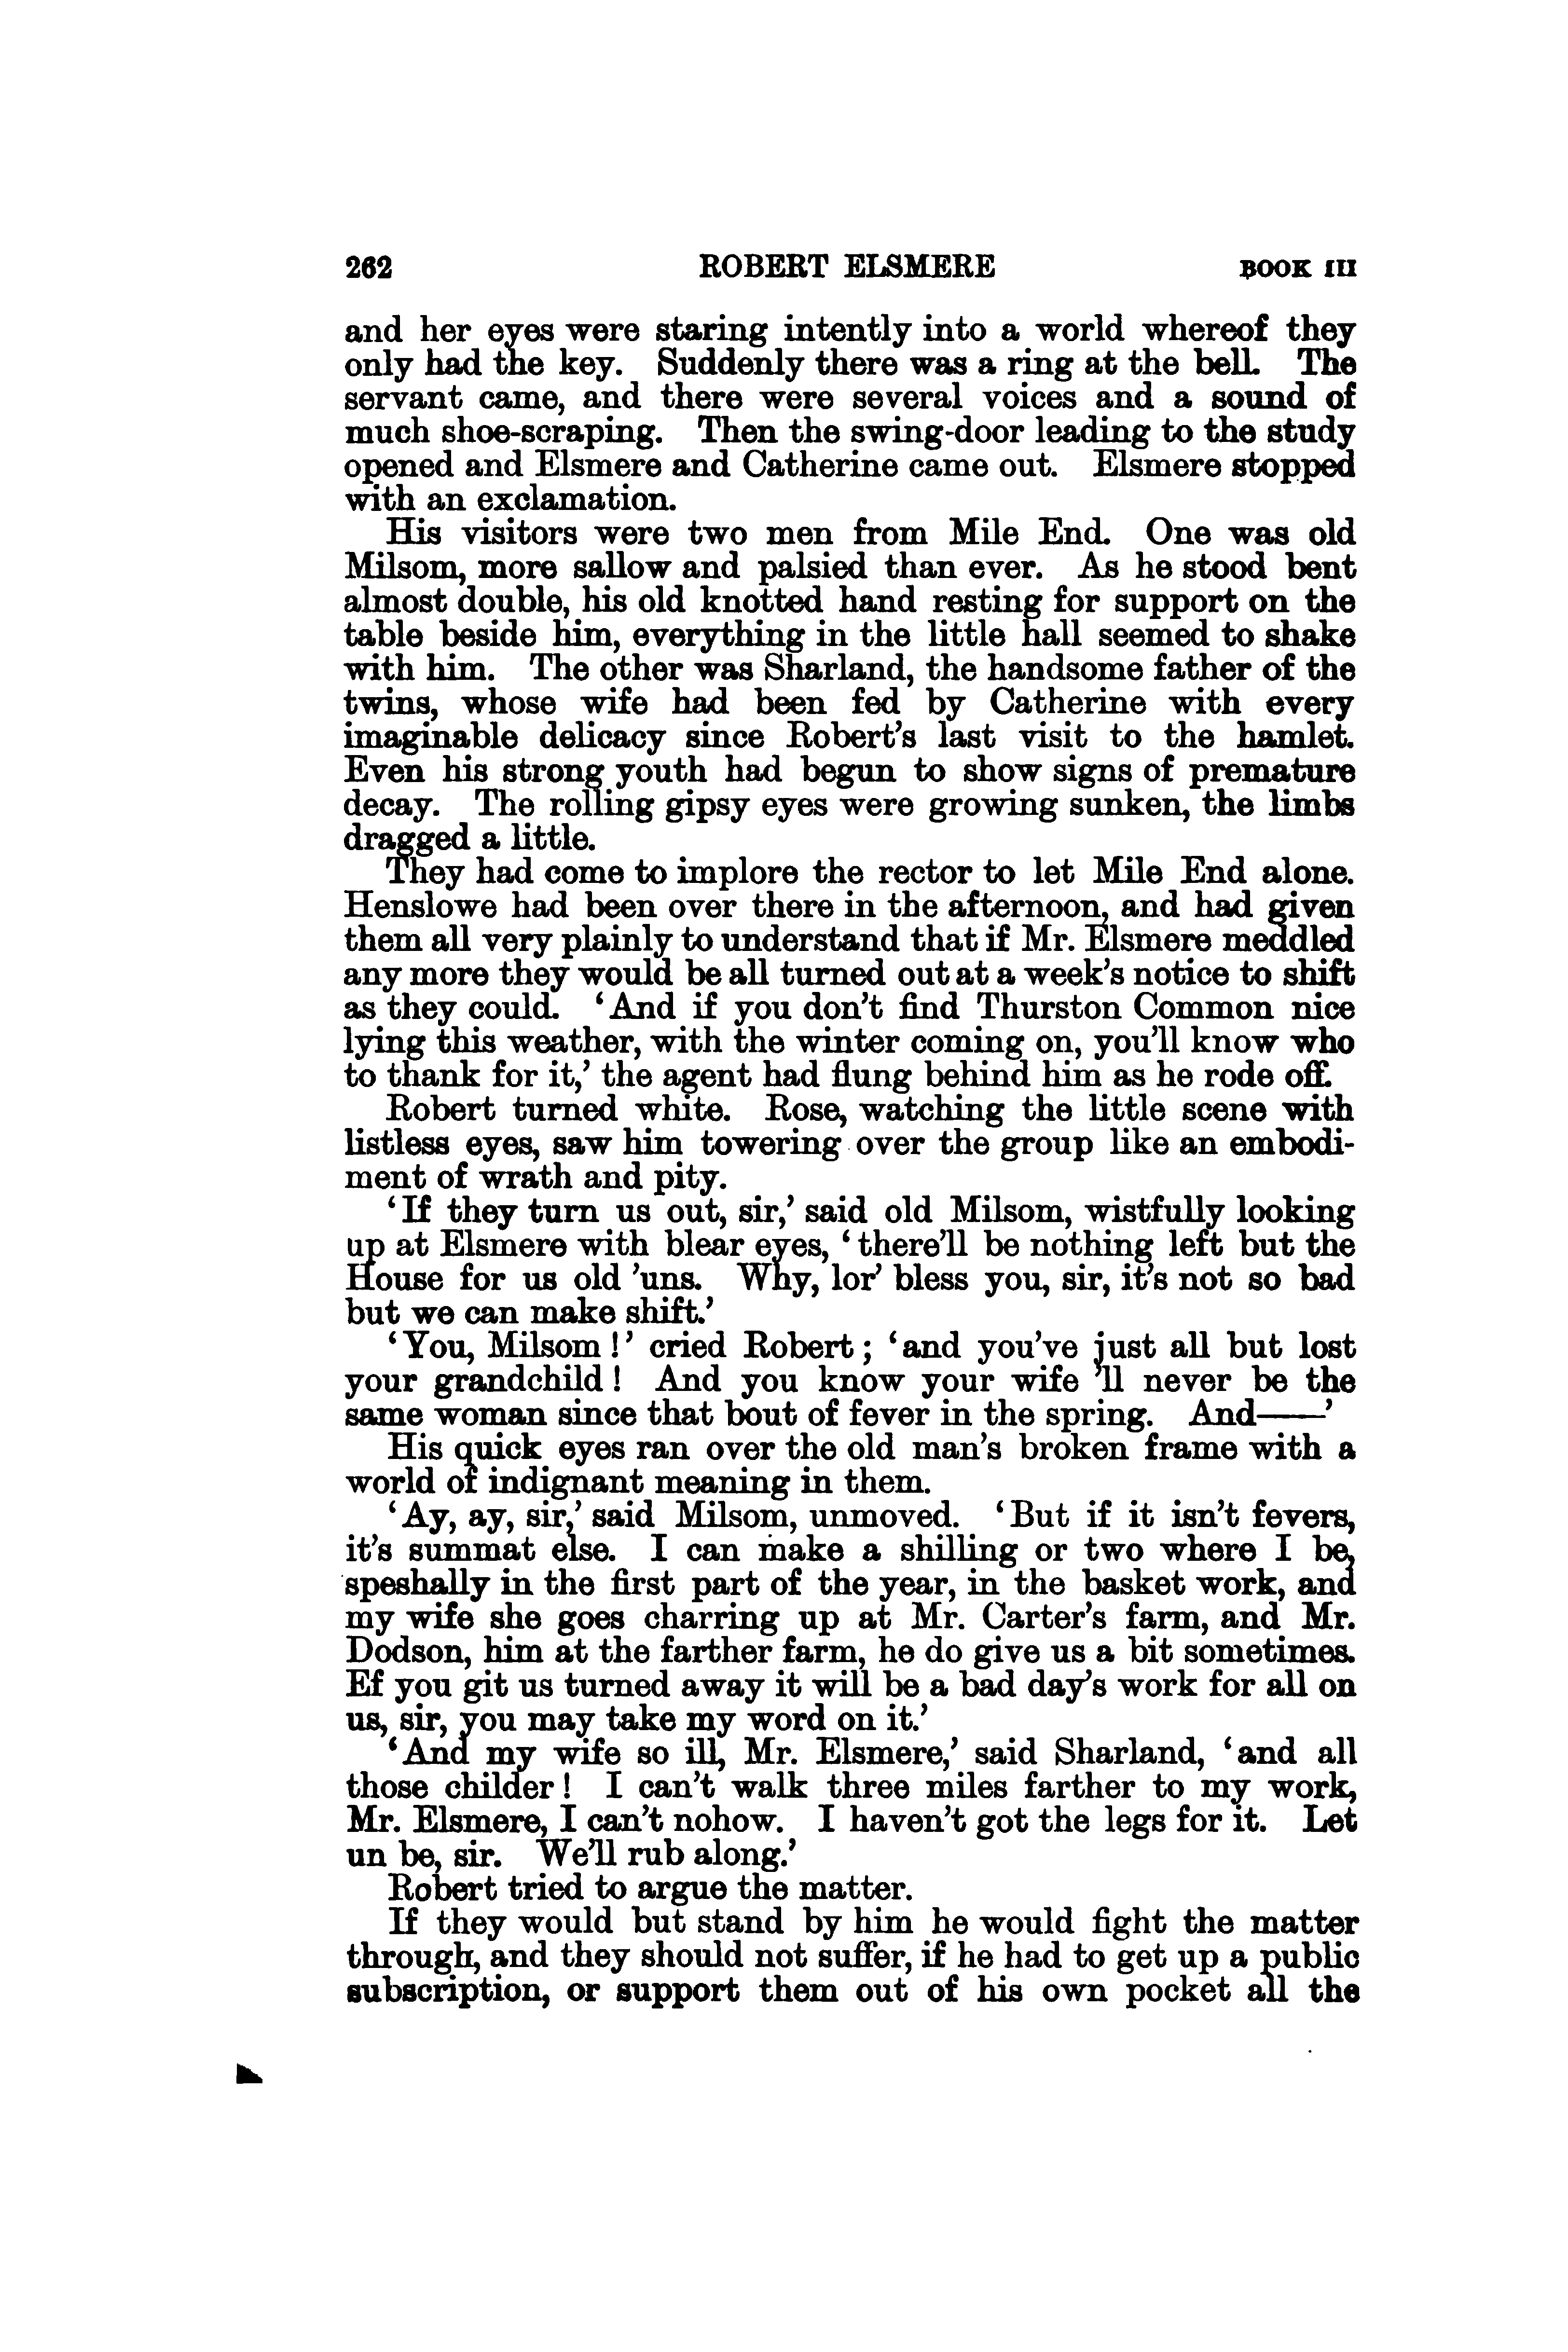 262 ROBERT ELSMERE BOOK III
and her eyes were staring intently into a world whereof they
only had the key. Suddenly there was a ring at the bell. The
servant came, and there were several voices and a sound of
much shoe-scraping. Then the swing-door leading to the study
opened and Elsmere and Catherine came out. Elsmere stopped
with an exclamation.
His visitors were two men from Mile End. One was old
Milsom, more sallow and palsied than ever. As he stood bent
almost double, his old knotted hand resting for support on the
table beside him, everything in the little hall seemed to shake
with him. The other was Sharland, the handsome father of the
twins, whose wife had been fed by Catherine with every
imaginable delicacy since Robert's last visit to the hamlet.
Even his strong youth had begun to show signs of premature
decay. The rolling gipsy eyes were growing sunken, the limbs
dragged a little.
They had come to implore the rector to let Mile End alone.
Henslowe had been over there in the afternoon, and had given
them all very plainly to understand that if Mr. Elsmere meddled
any more they would be all turned out at a week's notice to shift
as they could. ‘And if you don't find Thurston Common nice
lying this weather, with the winter coming on, you'll know who
to thank for it,’ the agent had flung behind him as he rode off.
Robert turned white. Rose, watching the little scene with
listless eyes, saw him towering over the group like an embodi-
ment of wrath and pity.
‘If they turn us out, sir,’ said old Milsom, wistfully looking
up at Elsmere with blear eyes, ‘there'll be nothing left but the
House for us old 'uns. Why, lor' bless you, sir, it's not so bad
but we can make shift.’
‘You, Milsom!’ cried Robert; ‘and you've just all but lost
your grandchild! And you know your wife 'll never be the
same woman since that bout of fever in the spring. And——’
His quick eyes ran over the old man's broken frame with a
world of indignant meaning in them.
‘Ay, ay, sir,’ said Milsom, unmoved. ‘But if it isn't fevers,
it's summat else. I can make a shilling or two where I be,
speshally in the first part of the year, in the basket work, and
my wife she goes charring up at Mr. Carter's farm, and Mr.
Dodson, him at the farther farm, he do give us a bit sometimes.
Ef you git us turned away it will be a bad day's work for all on
us, sir, you may take my word on it.’
‘And my wife so ill, Mr. Elsmere,’ said Sharland, ‘and all
those childer! I can't walk three miles farther to my work,
Mr. Elsmere, I can't nohow. I haven't got the legs for it. Let
un be, sir. We'll rub along.’
Robert tried to argue the matter.
If they would but stand by him he would fight the matter
through, and they should not suffer, if he had to get up a public
subscription, or support them out of his own pocket all the